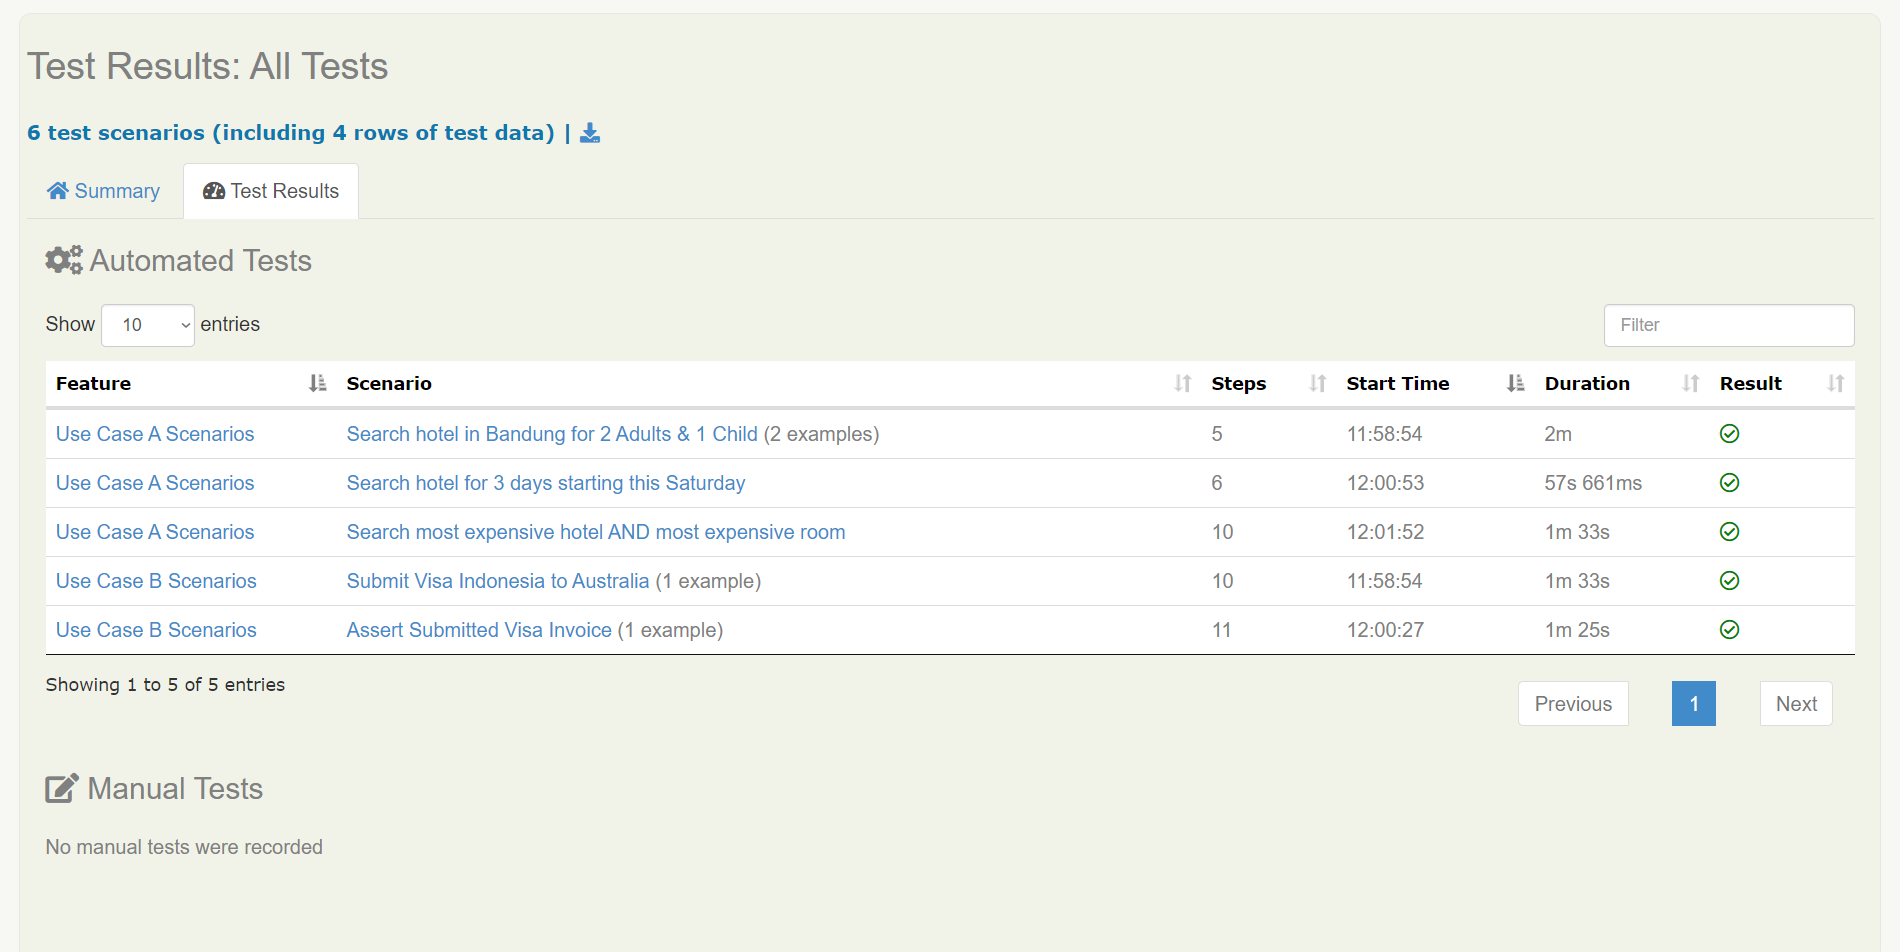 Test Results: All Tests
6 test scenarios (including 4 rows of test data) |
Summary Test Results
Automated Tests
Show 10 entries Filter
Feature Scenario Steps Start Time Duration Result
Use Case A Scenarios Search hotel in Bandung for 2 Adults & 1 Child (2 examples) 5 11:58:54 2m
Use Case A Scenarios Search hotel for 3 days starting this Saturday 6 12:00:53 57s 661ms
Use Case A Scenarios Search most expensive hotel AND most expensive room 10 12:01:52 1m 33s
Use Case B Scenarios Submit Visa Indonesia to Australia (1 example) 10 11:58:54 1m 33s
Use Case B Scenarios Assert Submitted Visa Invoice (1 example) 11 12:00:27 1m 25s
Showing 1 to 5 of 5 entries
Previous 1 Next
Manual Tests
No manual tests were recorded